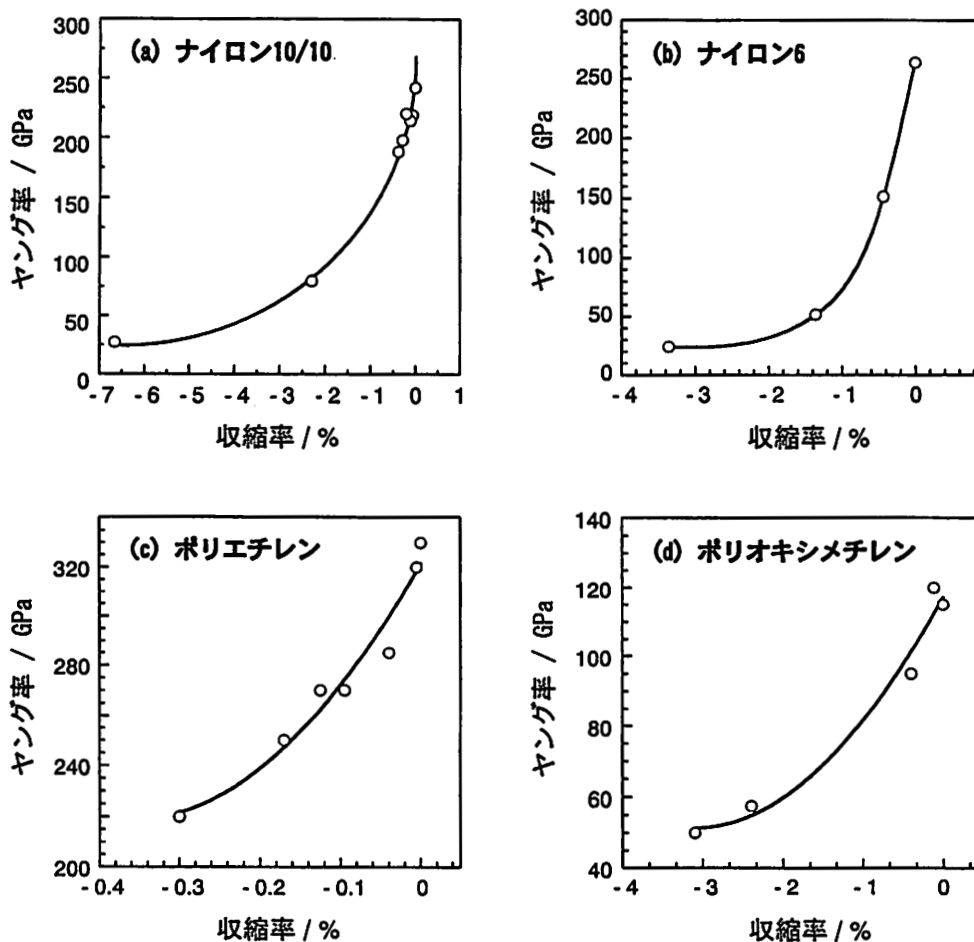 (a) ナイロン10/10
ヤング率 / GPa
300
250
200
150
100
50
0
-7 -6 -5 -4 -3 -2 -1 0 1
収縮率 / %
(b) ナイロン6
ヤング率 / GPa
300
250
200
150
100
50
0
-4 -3 -2 -1 0
収縮率 / %
(c) ポリエチレン
ヤング率 / GPa
320
280
240
200
-0.4 -0.3 -0.2 -0.1 0
収縮率 / %
(d) ポリオキシメチレン
ヤング率 / GPa
140
120
100
80
60
40
-4 -3 -2 -1 0
収縮率 / %